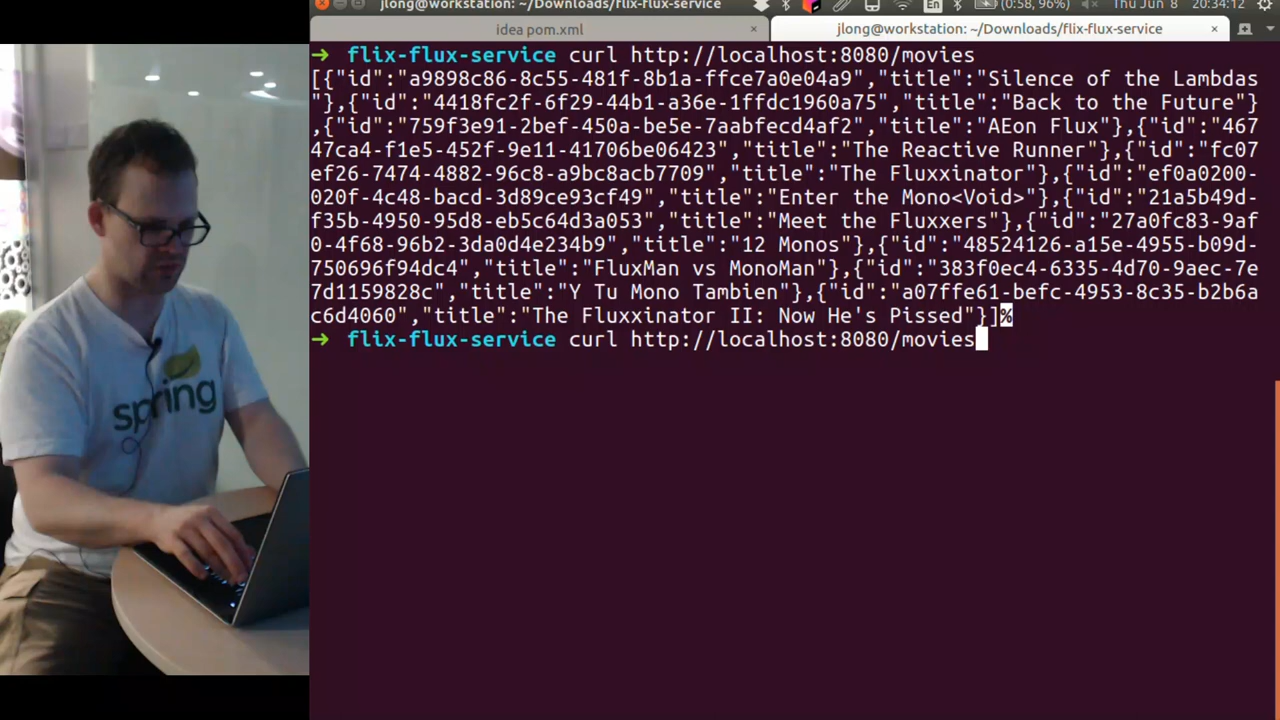 jlong@workstation: ~/Downloads/flix-flux-service
En
(0:58, 96%)
Thu Jun 8 20:34:12
idea pom.xml
×
jlong@workstation: ~/Downloads/flix-flux-service
×
➜ flix-flux-service curl http://localhost:8080/movies
[{"id":"a9898c86-8c55-481f-8b1a-ffce7a0e04a9","title":"Silence of the Lambdas
"},{"id":"4418fc2f-6f29-44b1-a36e-1ffdc1960a75","title":"Back to the Future"}
,{"id":"759f3e91-2bef-450a-be5e-7aabfecd4af2","title":"AEon Flux"},{"id":"467
47ca4-f1e5-452f-9e11-41706be06423","title":"The Reactive Runner"},{"id":"fc07
ef26-7474-4882-96c8-a9bc8acb7709","title":"The Fluxxinator"},{"id":"ef0a0200-
020f-4c48-bacd-3d89ce93cf49","title":"Enter the Mono<Void>"},{"id":"21a5b49d-
f35b-4950-95d8-eb5c64d3a053","title":"Meet the Fluxxers"},{"id":"27a0fc83-9af
0-4f68-96b2-3da0d4e234b9","title":"12 Monos"},{"id":"48524126-a15e-4955-b09d-
750696f94dc4","title":"FluxMan vs MonoMan"},{"id":"383f0ec4-6335-4d70-9aec-7e
7d1159828c","title":"Y Tu Mono Tambien"},{"id":"a07ffe61-befc-4953-8c35-b2b6a
c6d4060","title":"The Fluxxinator II: Now He's Pissed"}]%
➜ flix-flux-service curl http://localhost:8080/movies
spring